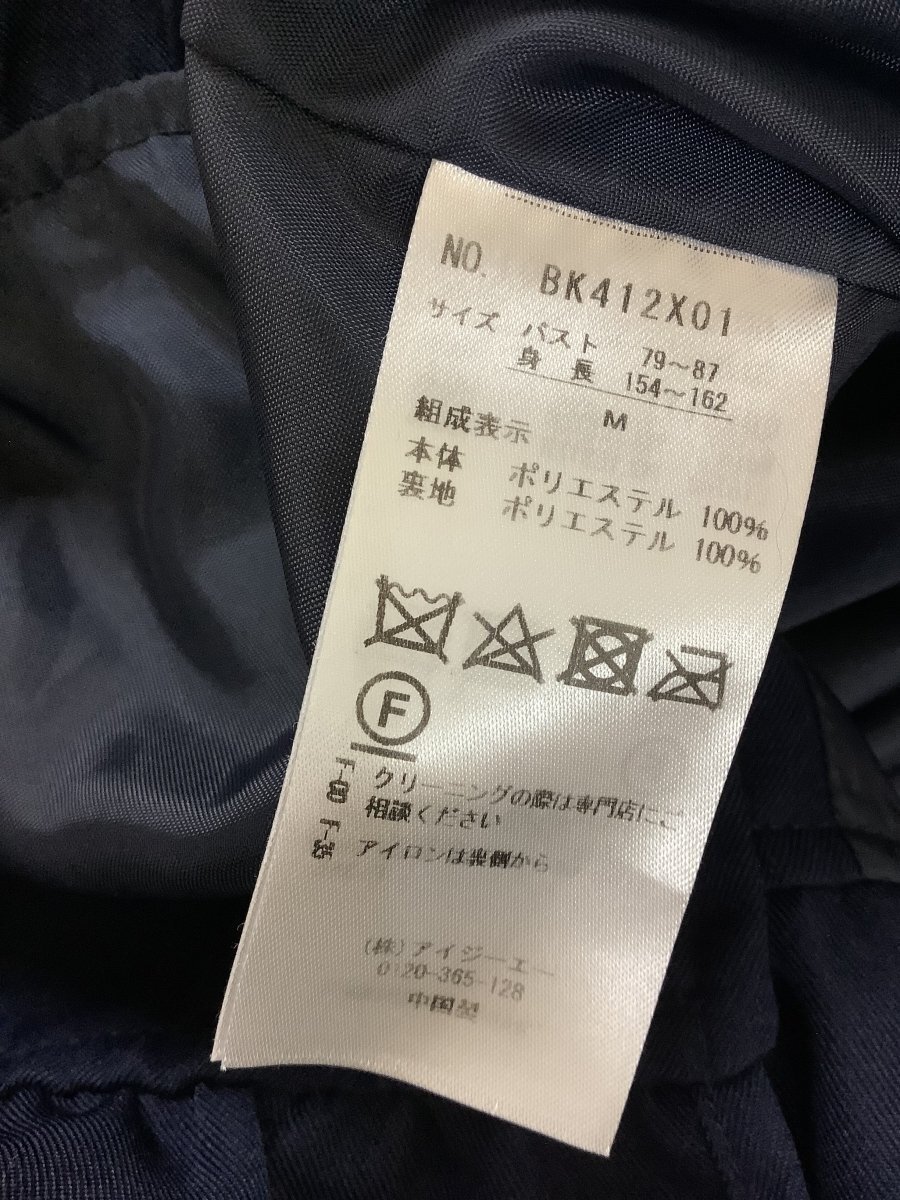 NO. BK412X01
サイズ バスト 79～87
身長 154～162
M
組成表示
本体 ポリエステル 100%
裏地 ポリエステル 100%
F
クリーニングの際は専門店にご
相談ください
アイロンは裏側から
(株)アイジーエー
0120-365-128
中国製